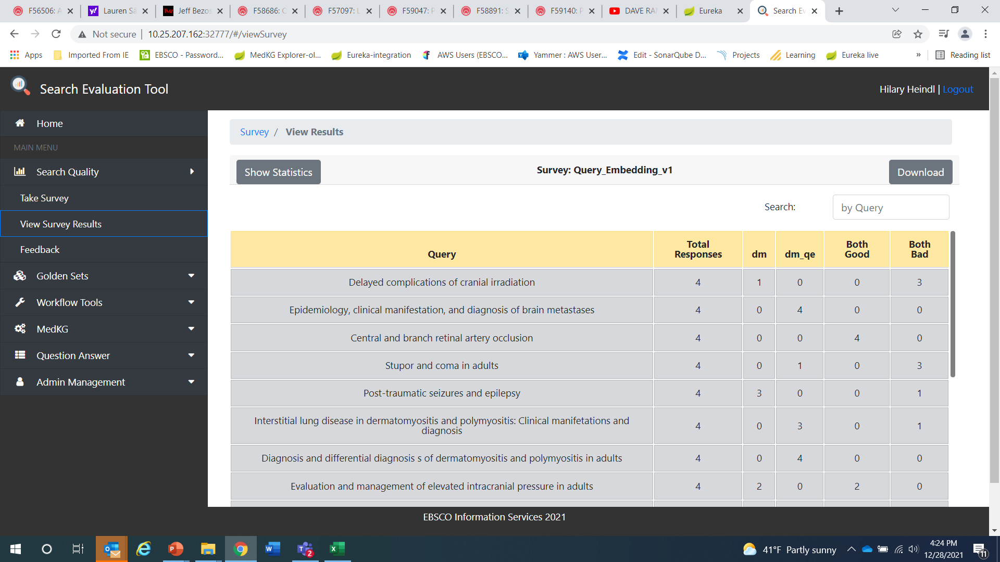 F56506: A
Lauren Sá
Jeff Bezos
F58686: C
F57097: L
F59047: P
F58891: S
F59140: P
DAVE RAM
Eureka
Search Ev
Not secure
10.25.207.162:32777/#/viewSurvey
Apps
Imported From IE
EBSCO - Password...
MedKG Explorer-ol...
Eureka-integration
AWS Users (EBSCO...
Yammer : AWS User...
Edit - SonarQube D...
Projects
Learning
Eureka live
»
Reading list
Search Evaluation Tool
Hilary Heindl | Logout
Home
MAIN MENU
Search Quality
Take Survey
View Survey Results
Feedback
Golden Sets
Workflow Tools
MedKG
Question Answer
Admin Management
Survey / View Results
Show Statistics
Survey: Query_Embedding_v1
Download
Search:
by Query
Query Total Responses dm dm_qe Both Good Both Bad
Delayed complications of cranial irradiation 4 1 0 0 3
Epidemiology, clinical manifestation, and diagnosis of brain metastases 4 0 4 0 0
Central and branch retinal artery occlusion 4 0 0 4 0
Stupor and coma in adults 4 0 1 0 3
Post-traumatic seizures and epilepsy 4 3 0 0 1
Interstitial lung disease in dermatomyositis and polymyositis: Clinical manifetations and
diagnosis 4 0 3 0 1
Diagnosis and differential diagnosis s of dermatomyositis and polymyositis in adults 4 0 4 0 0
Evaluation and management of elevated intracranial pressure in adults 4 2 0 2 0
EBSCO Information Services 2021
2
41°F Partly sunny
4:24 PM
12/28/2021
11